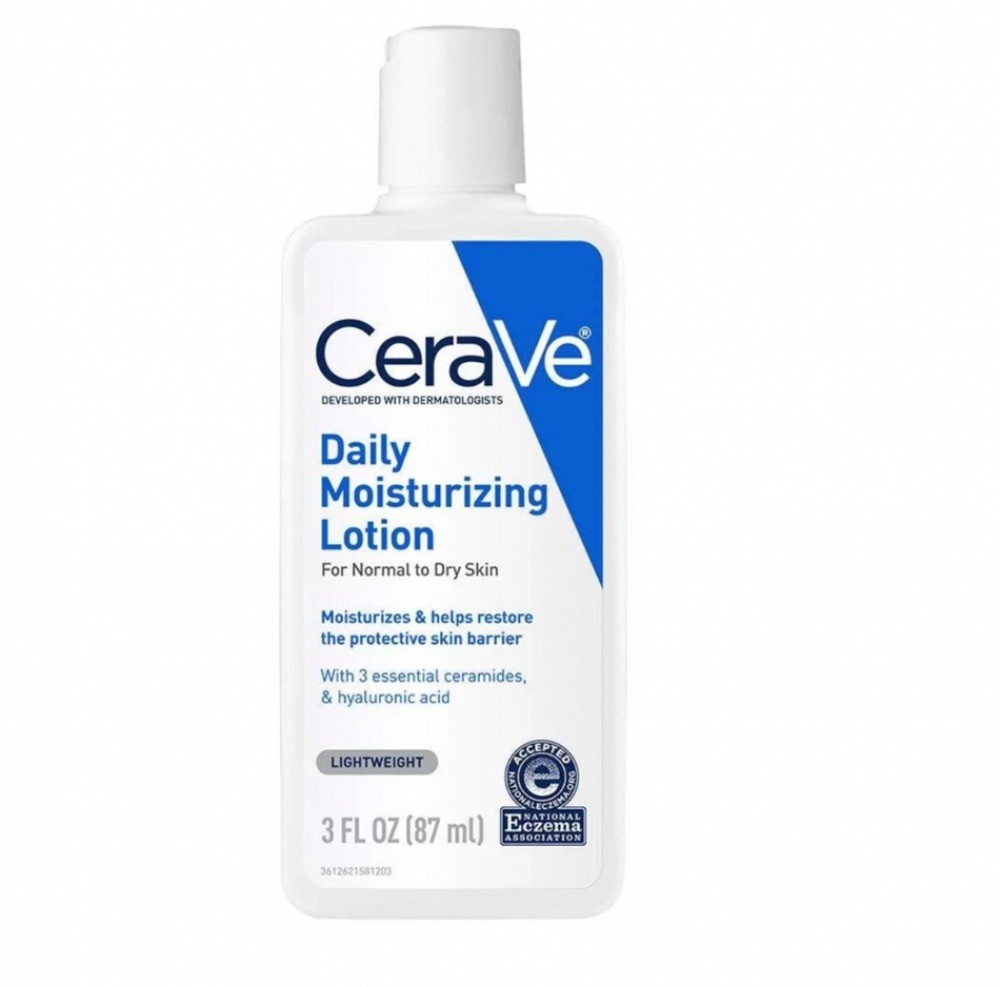 CeraVe®
DEVELOPED WITH DERMATOLOGISTS
Daily
Moisturizing
Lotion
For Normal to Dry Skin
Moisturizes & helps restore
the protective skin barrier
With 3 essential ceramides,
& hyaluronic acid
LIGHTWEIGHT
ACCEPTED
e
NATIONALECZEMA.ORG
NATIONAL
Eczema
ASSOCIATION
3 FL OZ (87 ml)
3612621581203